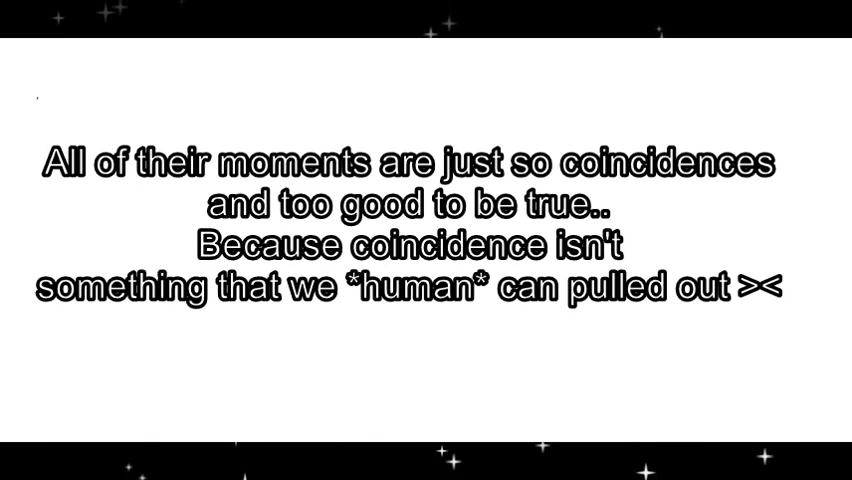 All of their moments are just so coincidences
and too good to be true..
Because coincidence isn't
something that we *human* can pulled out ><